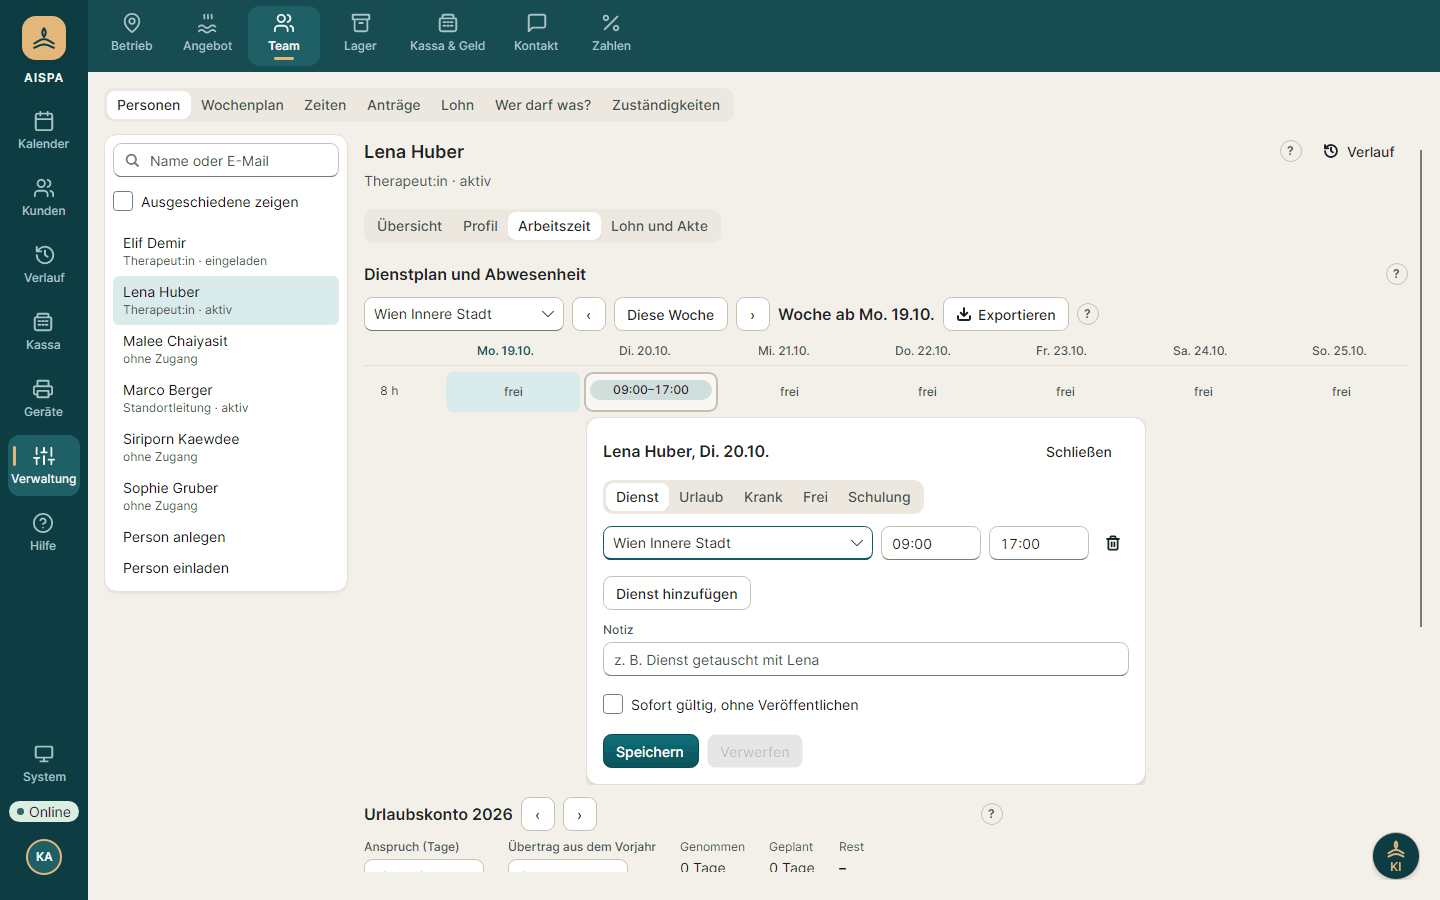 AISPA
Kalender
Kunden
Verlauf
Kassa
Geräte
Verwaltung
Hilfe
System
Online
KA
Betrieb
Angebot
Team
Lager
Kassa & Geld
Kontakt
Zahlen
Personen
Wochenplan
Zeiten
Anträge
Lohn
Wer darf was?
Zuständigkeiten
Name oder E-Mail
Ausgeschiedene zeigen
Elif Demir
Therapeut:in · eingeladen
Lena Huber
Therapeut:in · aktiv
Malee Chaiyasit
ohne Zugang
Marco Berger
Standortleitung · aktiv
Siriporn Kaewdee
ohne Zugang
Sophie Gruber
ohne Zugang
Person anlegen
Person einladen
Lena Huber
? Verlauf
Therapeut:in · aktiv
Übersicht Profil Arbeitszeit Lohn und Akte
Dienstplan und Abwesenheit ?
Wien Innere Stadt ‹ Diese Woche › Woche ab Mo. 19.10. Exportieren ?
Mo. 19.10. Di. 20.10. Mi. 21.10. Do. 22.10. Fr. 23.10. Sa. 24.10. So. 25.10.
8 h frei 09:00–17:00 frei frei frei frei frei
Lena Huber, Di. 20.10. Schließen
Dienst Urlaub Krank Frei Schulung
Wien Innere Stadt 09:00 17:00
Dienst hinzufügen
Notiz
z. B. Dienst getauscht mit Lena
Sofort gültig, ohne Veröffentlichen
Speichern Verwerfen
Urlaubskonto 2026 ‹ › ?
Anspruch (Tage) Übertrag aus dem Vorjahr Genommen Geplant Rest
0 Tage 0 Tage –
KI